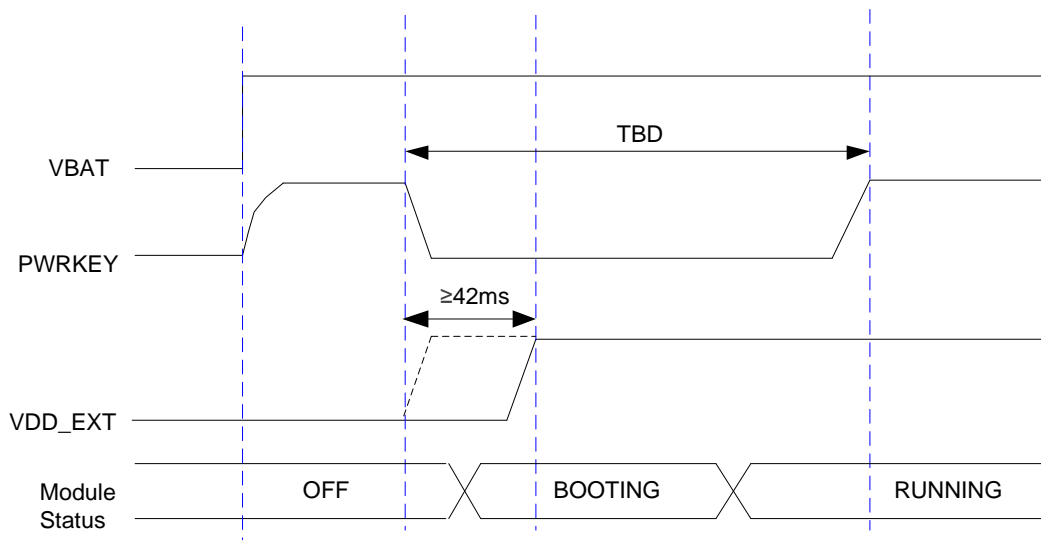 TBD
VBAT
PWRKEY
≥42ms
VDD_EXT
Module
Status
OFF
BOOTING
RUNNING